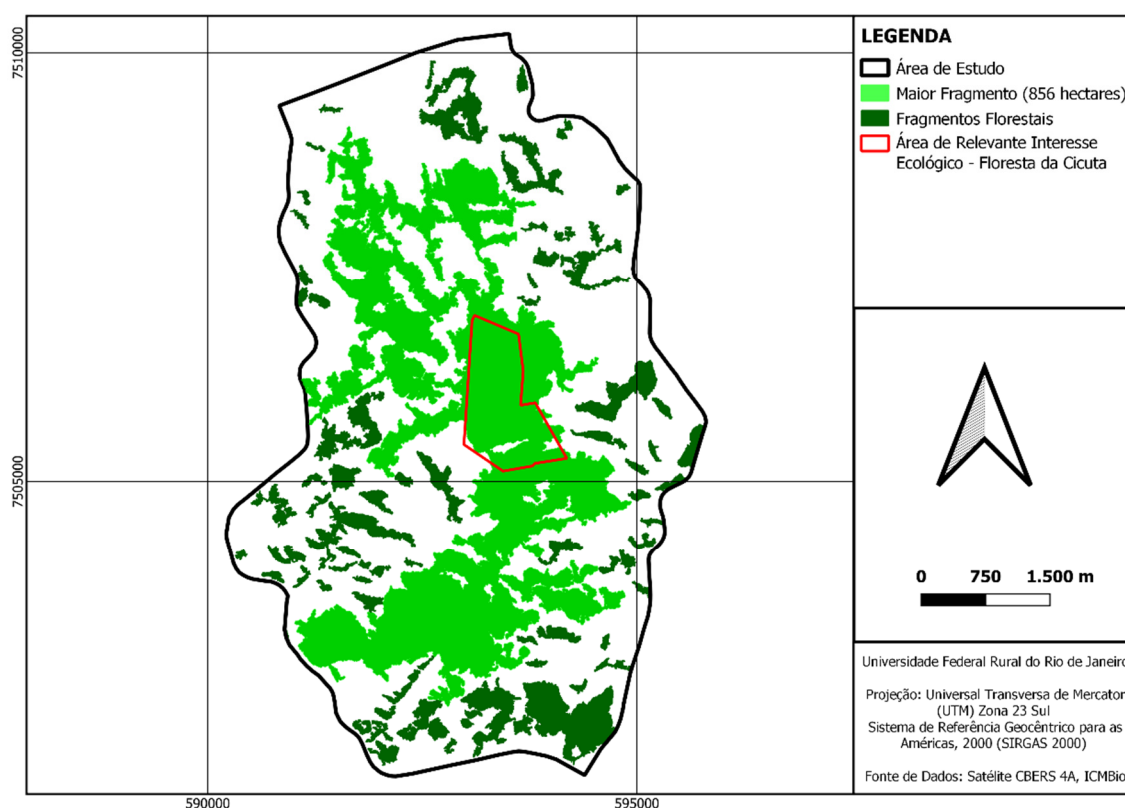 7510000
7505000
590000
595000
LEGENDA
Área de Estudo
Maior Fragmento (856 hectares)
Fragmentos Florestais
Área de Relevante Interesse
Ecológico - Floresta da Cicuta
0 750 1.500 m
Universidade Federal Rural do Rio de Janeiro
Projeção: Universal Transversa de Mercator
(UTM) Zona 23 Sul
Sistema de Referência Geocêntrico para as
Américas, 2000 (SIRGAS 2000)
Fonte de Dados: Satélite CBERS 4A, ICMBio